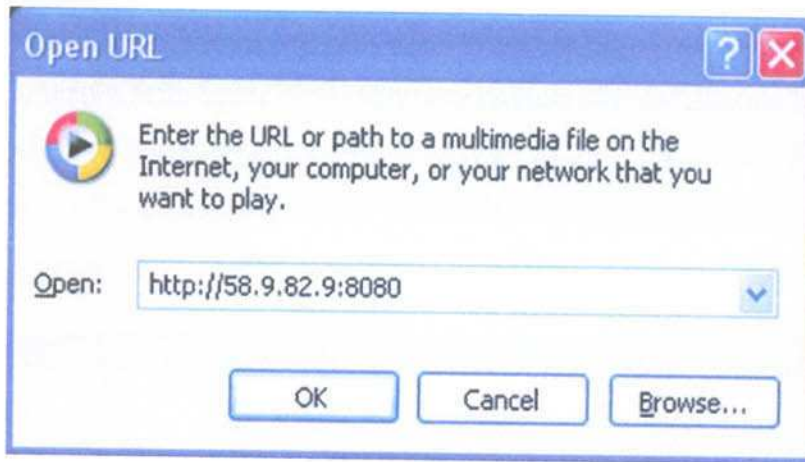 Open URL
?
Enter the URL or path to a multimedia file on the
Internet, your computer, or your network that you
want to play.
Open: http://58.9.82.9:8080
OK Cancel Browse...